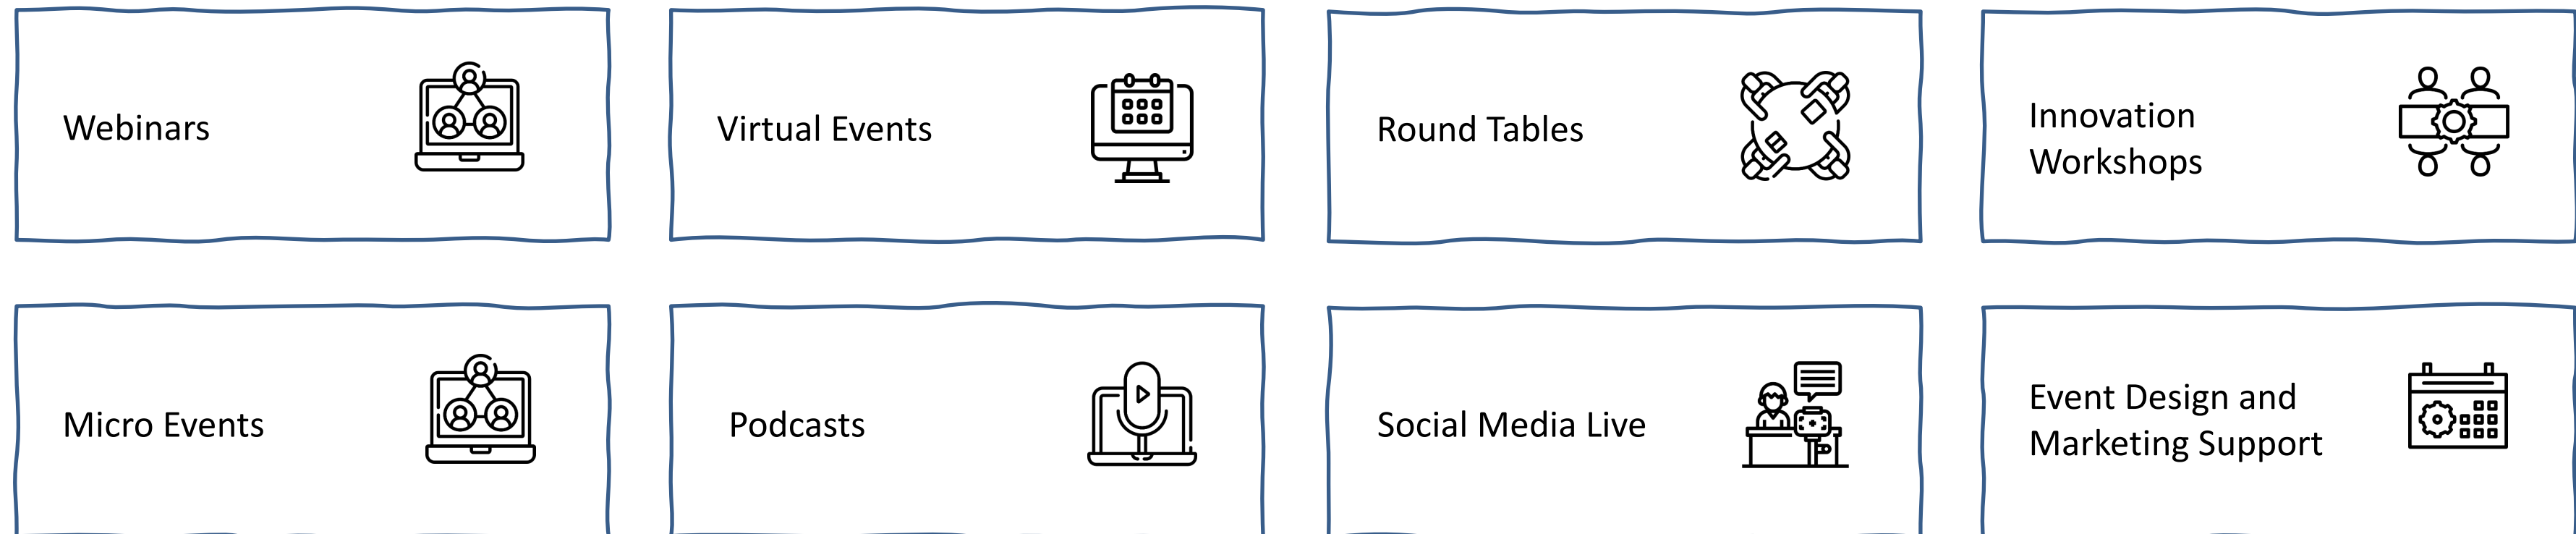 Webinars
Virtual Events
Round Tables
Innovation
Workshops
Micro Events
Podcasts
Social Media Live
Event Design and
Marketing Support